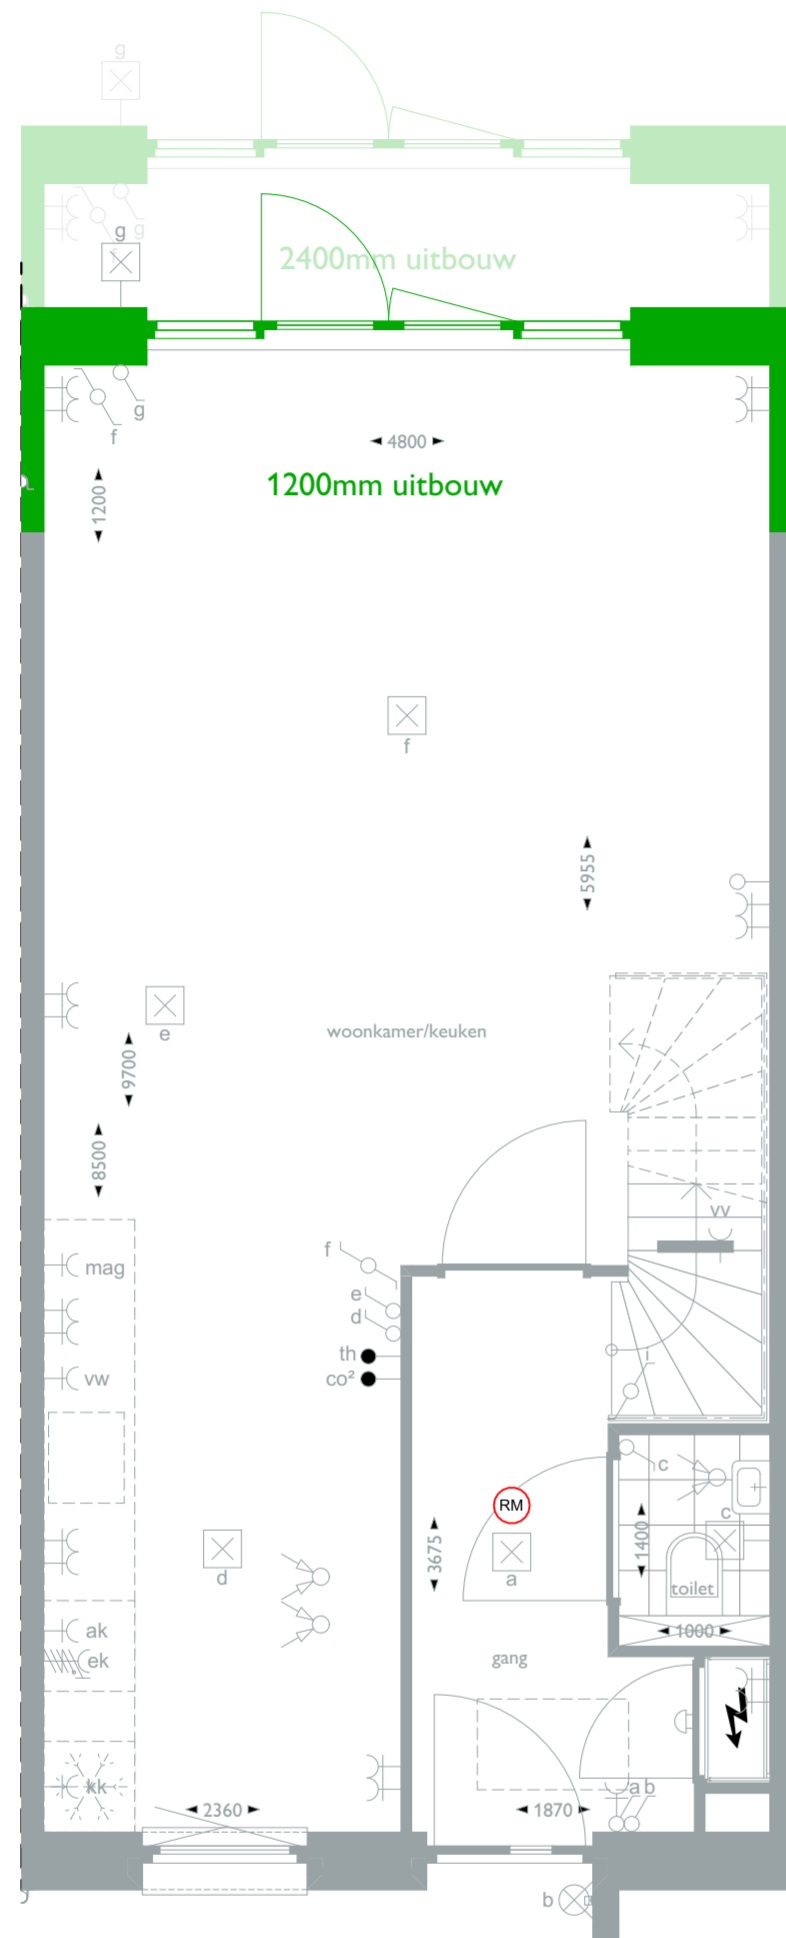 g
g
f
2400mm uitbouw
g
f
g
4800
1200mm uitbouw
1200
f
5955
e
woonkamer/keuken
9700
8500
vv
mag
f
e
d
th
co²
vw
i
c
RM
c
3675
1400
d
a
toilet
ak
1000
ek
gang
kk
a b
2360
1870
b